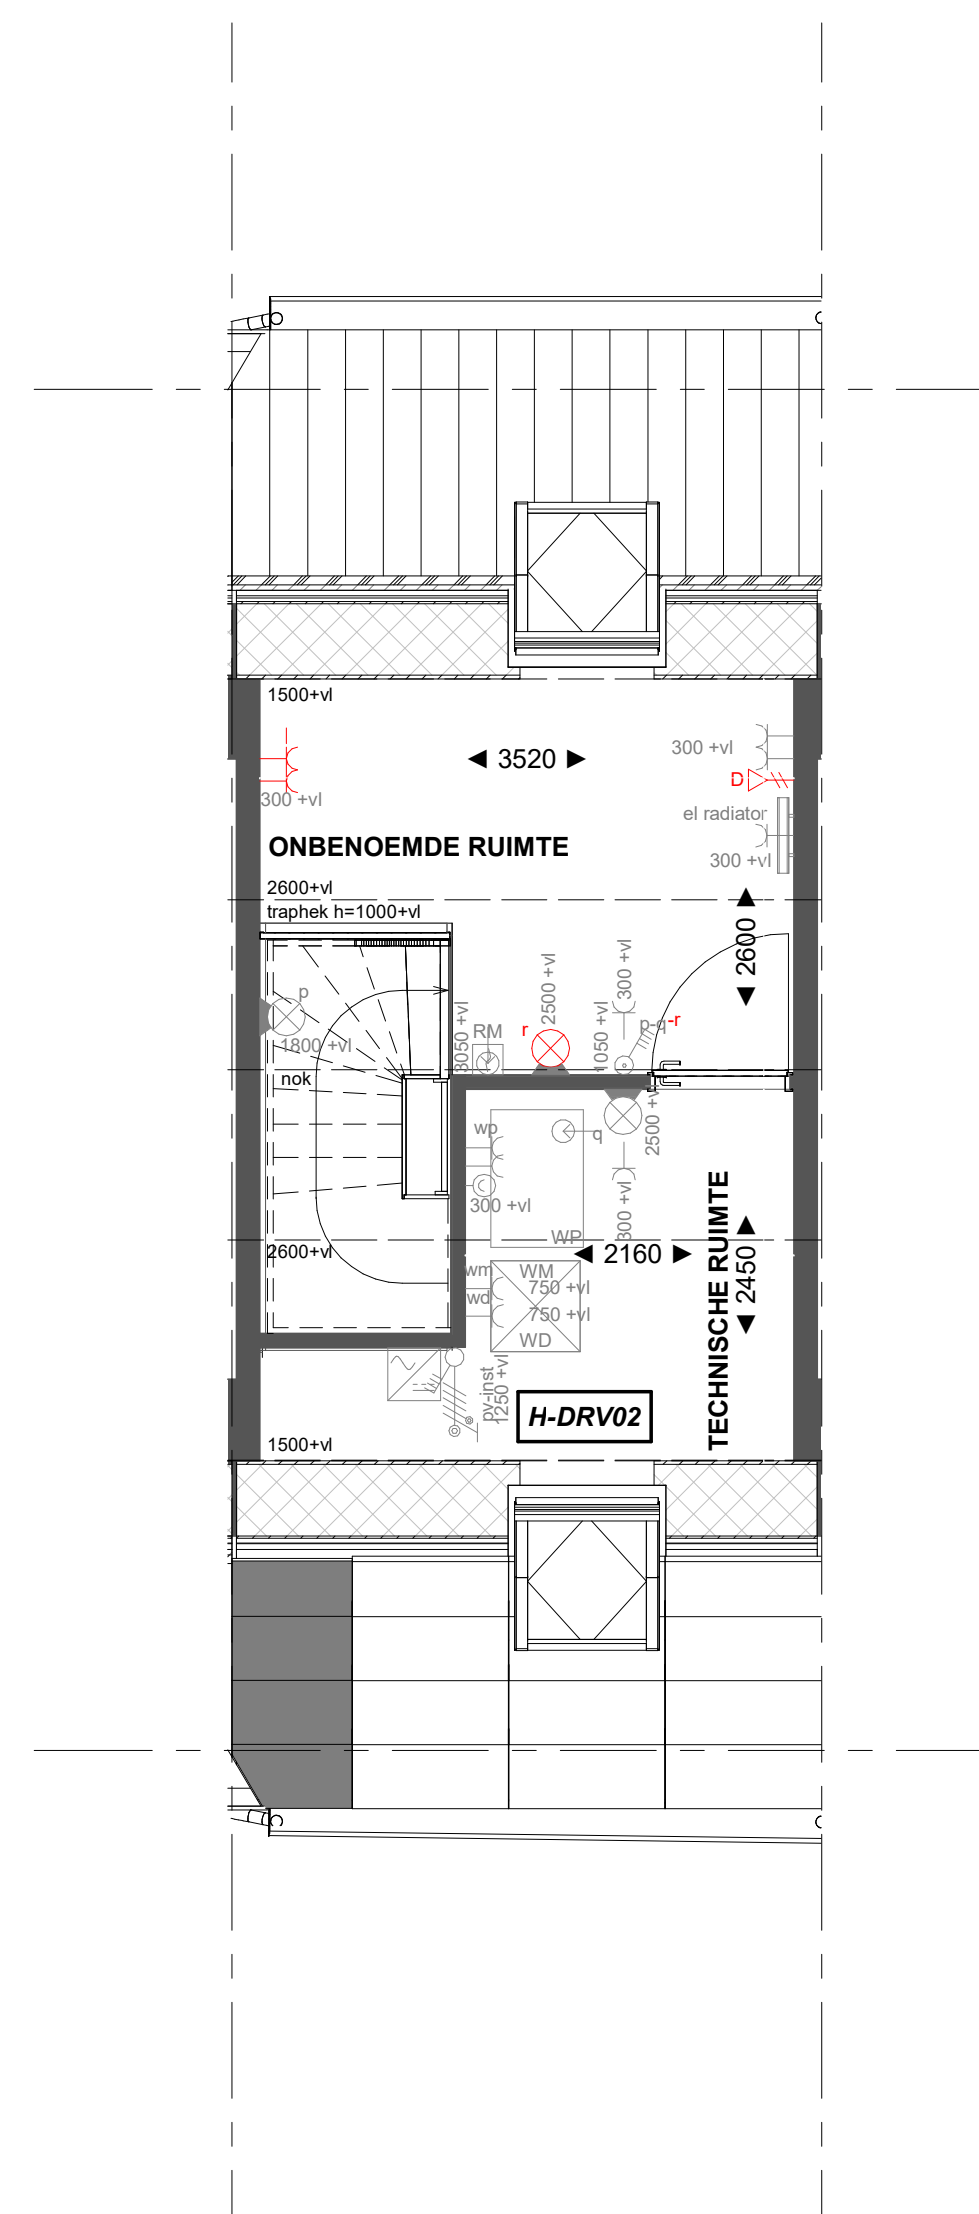 1500+vl
◄ 3520 ►
300 +vl
D
300 +vl
el radiator
300 +vl
ONBENOEMDE RUIMTE
2600+vl
traphek h=1000+vl
◄ 2600 ►
p
1800 +vl
3050 +vl
RM
r
2500 +vl
1050 +vl
300 +vl
p-q-r
nok
wp
q
2500 +vl
300 +vl
300 +vl
WP
2600+vl
◄ 2160 ►
TECHNISCHE RUIMTE
◄ 2450 ►
wm
WM
750 +vl
wd
750 +vl
WD
pv-inst
1250 +vl
H-DRV02
1500+vl